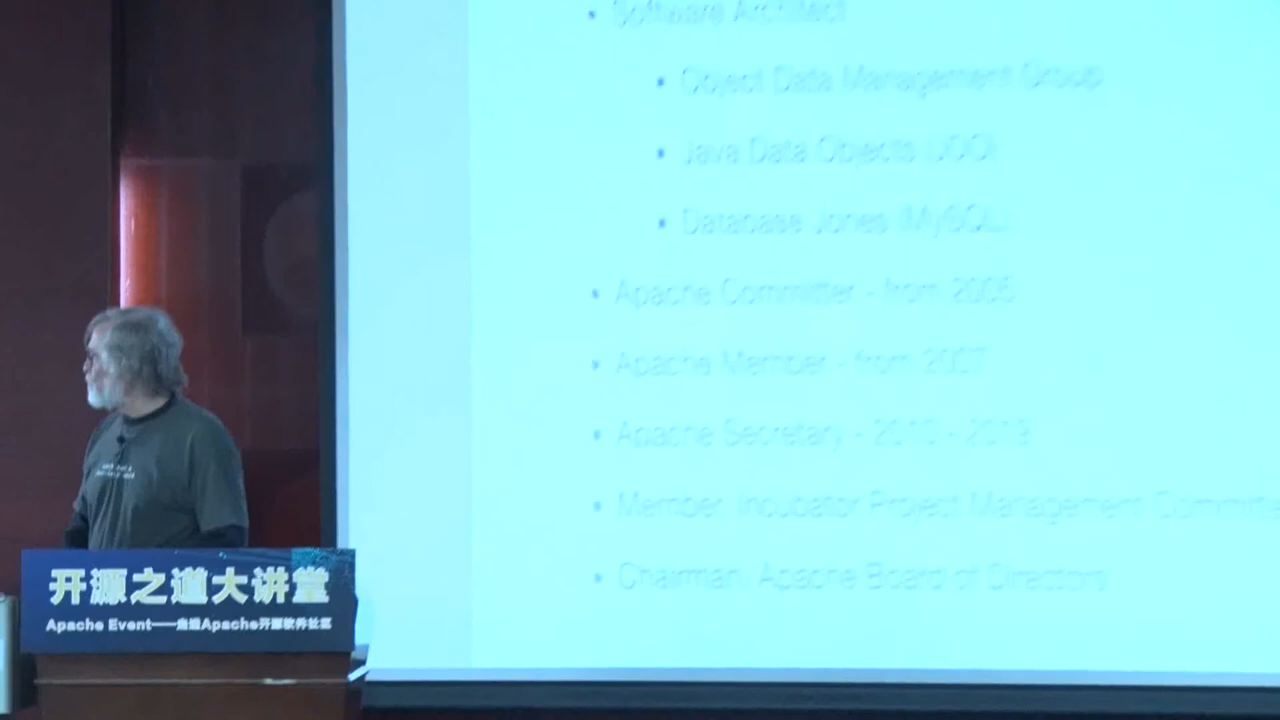 Software Architect
Object Data Management Group
Java Data Objects (JDO)
Database Jones (MySQL)
Apache Committer - from 2005
Apache Member - from 2007
Apache Secretary - 2010 - 2018
Member, Incubator Project Management Committe
Chairman, Apache Board of Directors
开源之道大讲堂
Apache Event——走进Apache开源软件社区